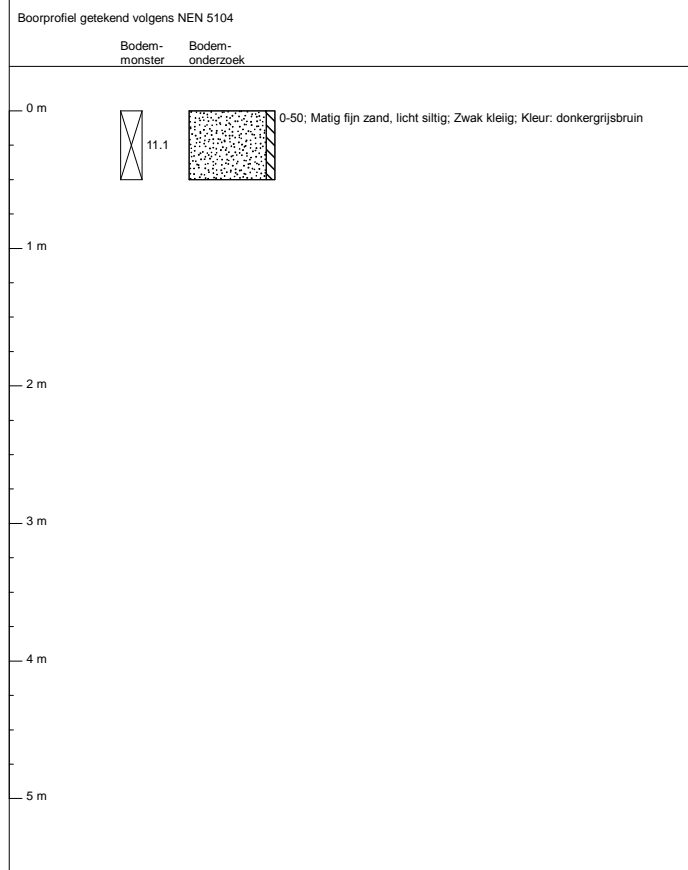 Boorprofiel getekend volgens NEN 5104
Bodem-
monster
Bodem-
onderzoek
0 m
11.1
0-50; Matig fijn zand, licht siltig; Zwak kleiig; Kleur: donkergrijsbruin
1 m
2 m
3 m
4 m
5 m